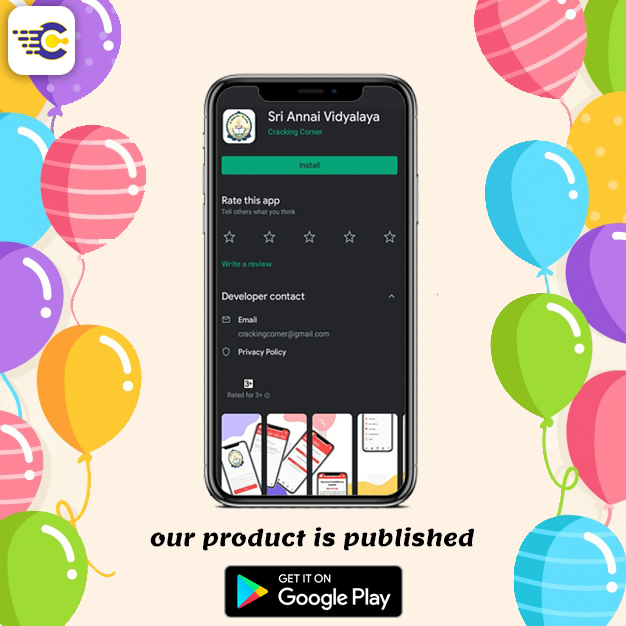 Sri Annai Vidyalaya
Cracking Corner
Install
Rate this app
Tell others what you think
Write a review
Developer contact
Email
crackingcorner@gmail.com
Privacy Policy
3+
Rated for 3+
our product is published
GET IT ON
Google Play